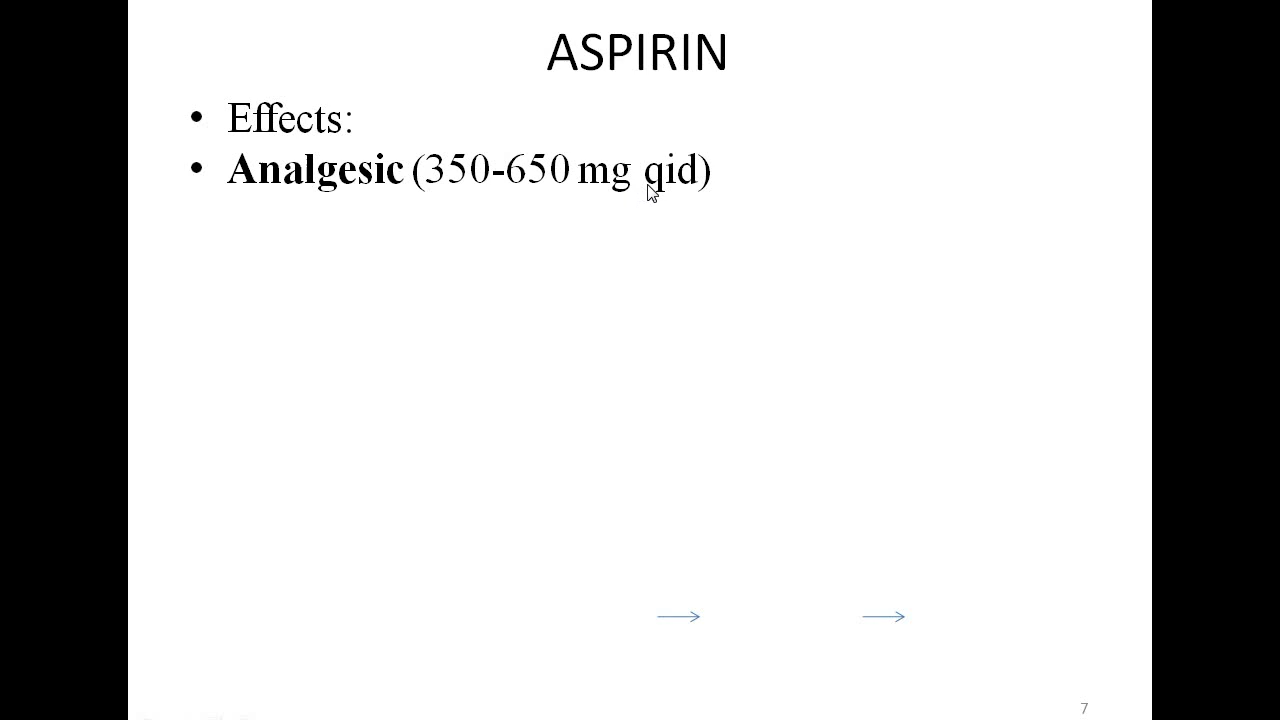 ASPIRIN
• Effects:
• Analgesic (350-650 mg qid)
7